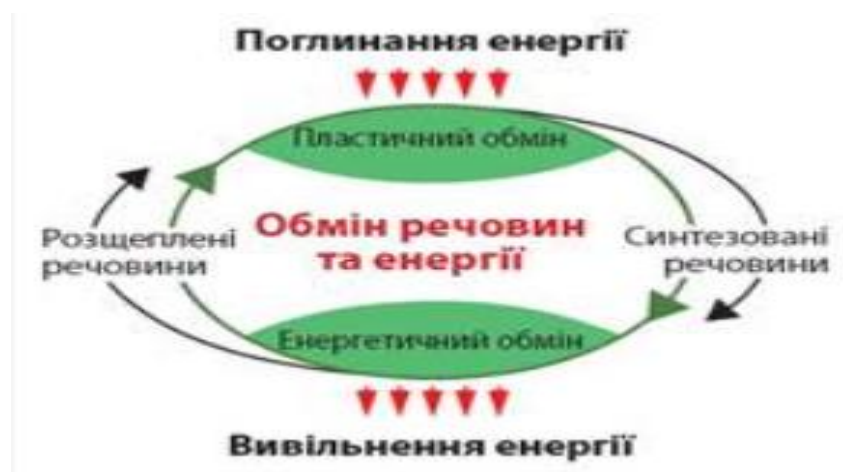 Поглинання енергії
Пластичний обмін
Розщеплені
речовини
Обмін речовин
та енергії
Синтезовані
речовини
Енергетичний обмін
Вивільнення енергії